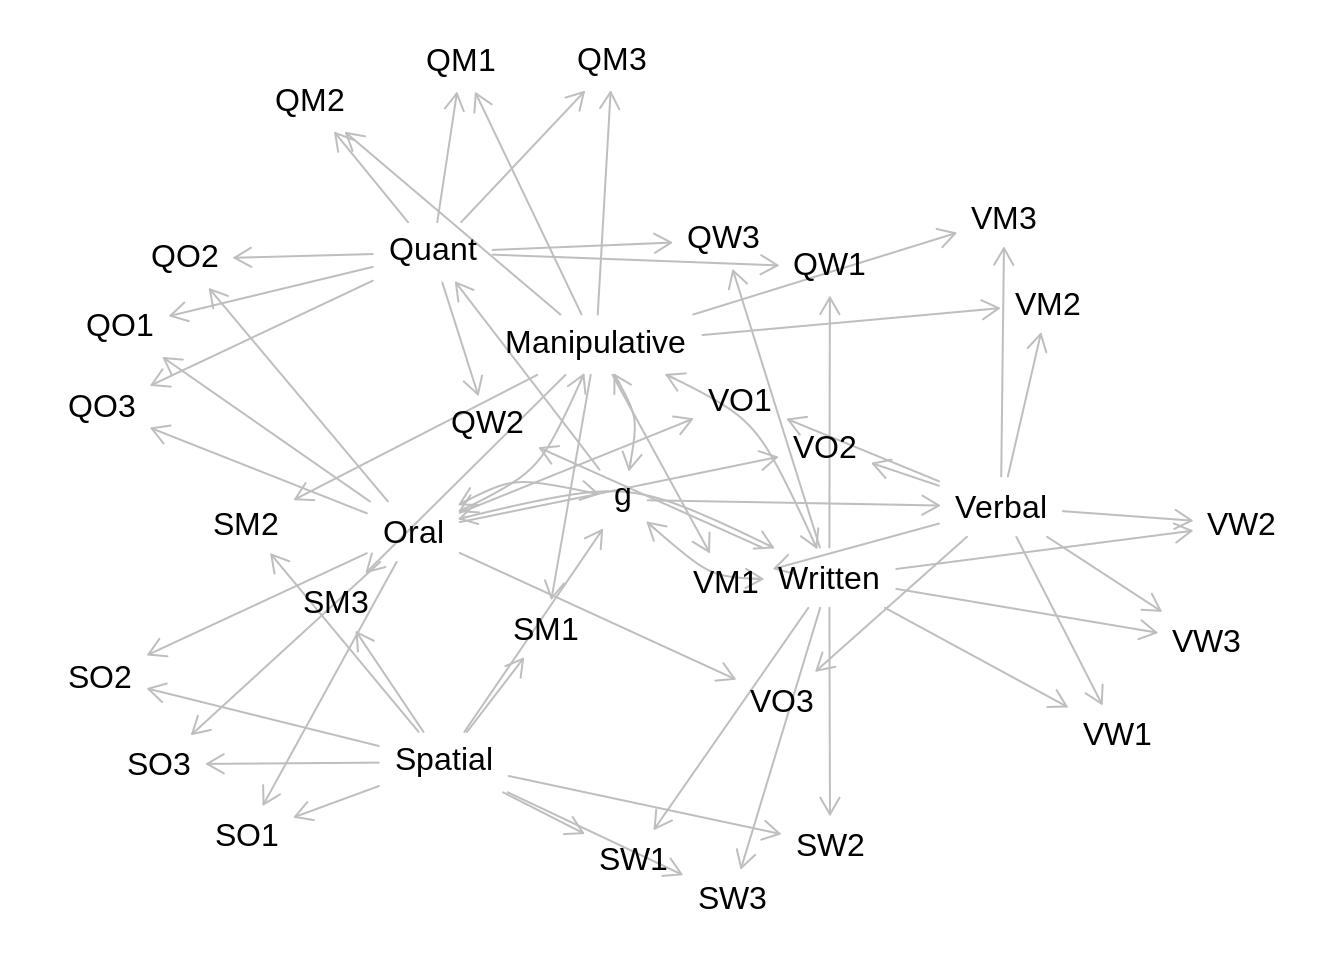 QM1
QM3
QM2
VM3
QW3
Quant
QO2
QW1
VM2
QO1
Manipulative
VO1
QO3
QW2
VO2
g
Verbal
SM2
VW2
Oral
Written
VM1
SM3
SM1
VW3
SO2
VO3
VW1
Spatial
SO3
SO1
SW2
SW1
SW3